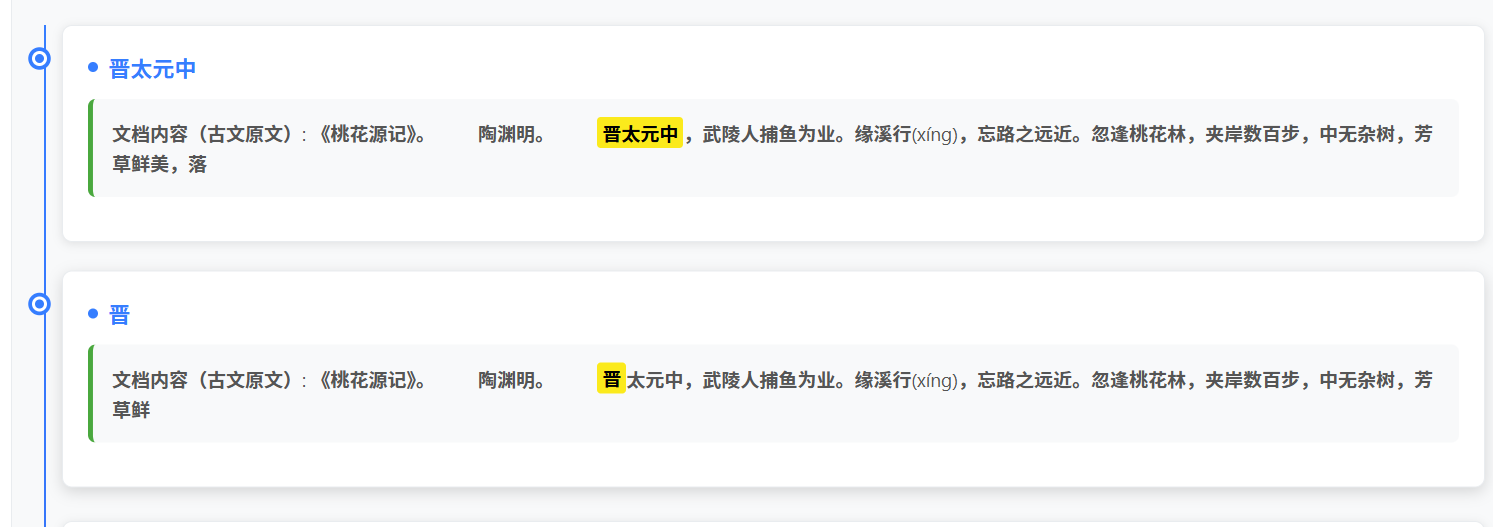 晋太元中
文档内容（古文原文）: 《桃花源记》。 陶渊明。 晋太元中，武陵人捕鱼为业。缘溪行(xíng)，忘路之远近。忽逢桃花林，夹岸数百步，中无杂树，芳
草鲜美，落
晋
文档内容（古文原文）: 《桃花源记》。 陶渊明。 晋太元中，武陵人捕鱼为业。缘溪行(xíng)，忘路之远近。忽逢桃花林，夹岸数百步，中无杂树，芳
草鲜